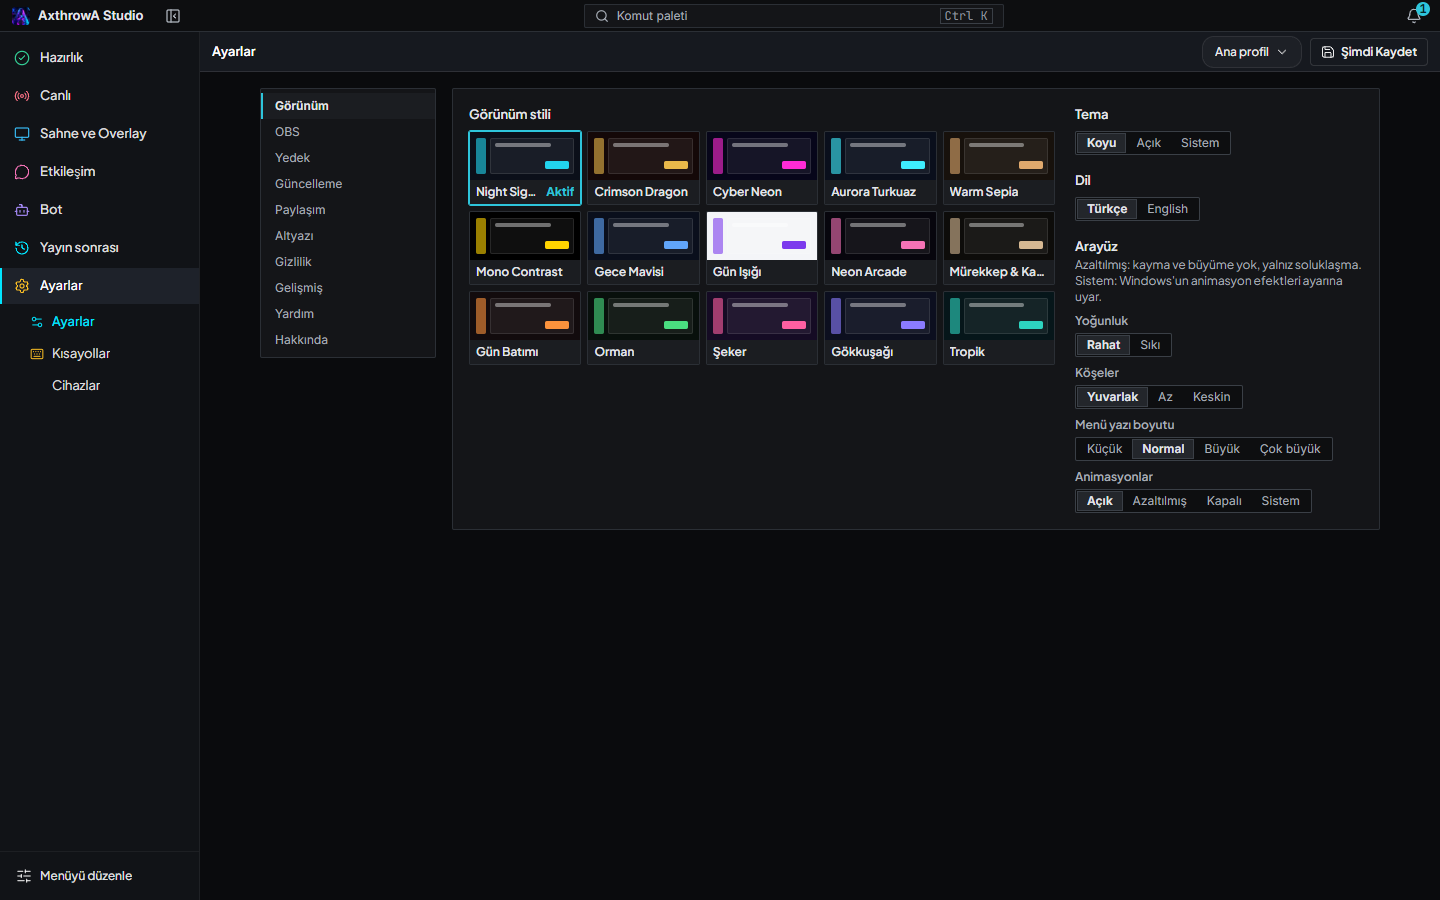 AxthrowA Studio
Komut paleti
Ctrl K
1
Hazırlık
Canlı
Sahne ve Overlay
Etkileşim
Bot
Yayın sonrası
Ayarlar
Ayarlar
Kısayollar
Cihazlar
Menüyü düzenle
Ayarlar
Ana profil
Şimdi Kaydet
Görünüm
OBS
Yedek
Güncelleme
Paylaşım
Altyazı
Gizlilik
Gelişmiş
Yardım
Hakkında
Görünüm stili
Night Sig... Aktif
Crimson Dragon
Cyber Neon
Aurora Turkuaz
Warm Sepia
Mono Contrast
Gece Mavisi
Gün Işığı
Neon Arcade
Mürekkep & Ka...
Gün Batımı
Orman
Şeker
Gökkuşağı
Tropik
Tema
Koyu Açık Sistem
Dil
Türkçe English
Arayüz
Azaltılmış: kayma ve büyüme yok, yalnız soluklaşma.
Sistem: Windows'un animasyon efektleri ayarına
uyar.
Yoğunluk
Rahat Sıkı
Köşeler
Yuvarlak Az Keskin
Menü yazı boyutu
Küçük Normal Büyük Çok büyük
Animasyonlar
Açık Azaltılmış Kapalı Sistem